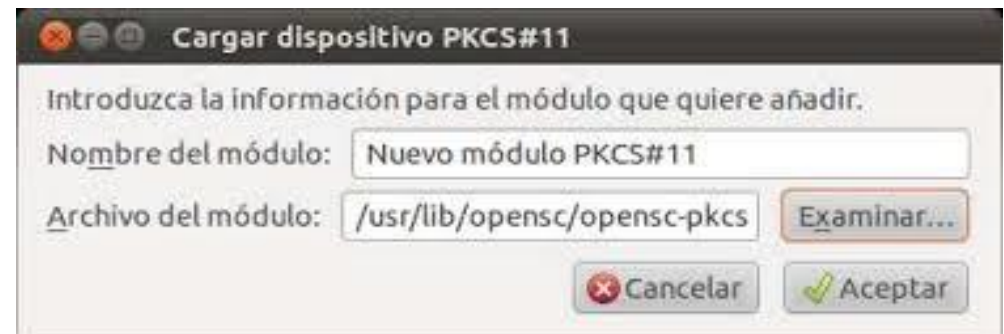 Cargar dispositivo PKCS#11
Introduzca la información para el módulo que quiere añadir.
Nombre del módulo: Nuevo módulo PKCS#11
Archivo del módulo: /usr/lib/opensc/opensc-pkcs Examinar...
Cancelar Aceptar